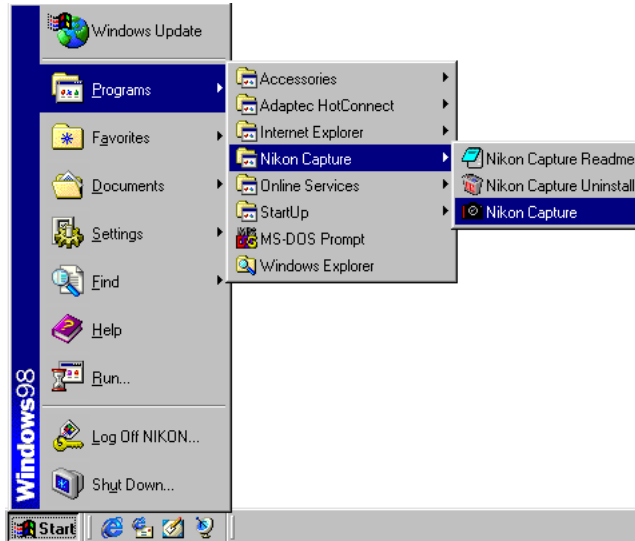 Windows Update
Programs
Favorites
Documents
Settings
Find
Help
Run...
Log Off NIKON...
Shut Down...
Windows98
Start
Accessories
Adaptec HotConnect
Internet Explorer
Nikon Capture
Online Services
StartUp
MS-DOS Prompt
Windows Explorer
Nikon Capture Readme
Nikon Capture Uninstall
Nikon Capture